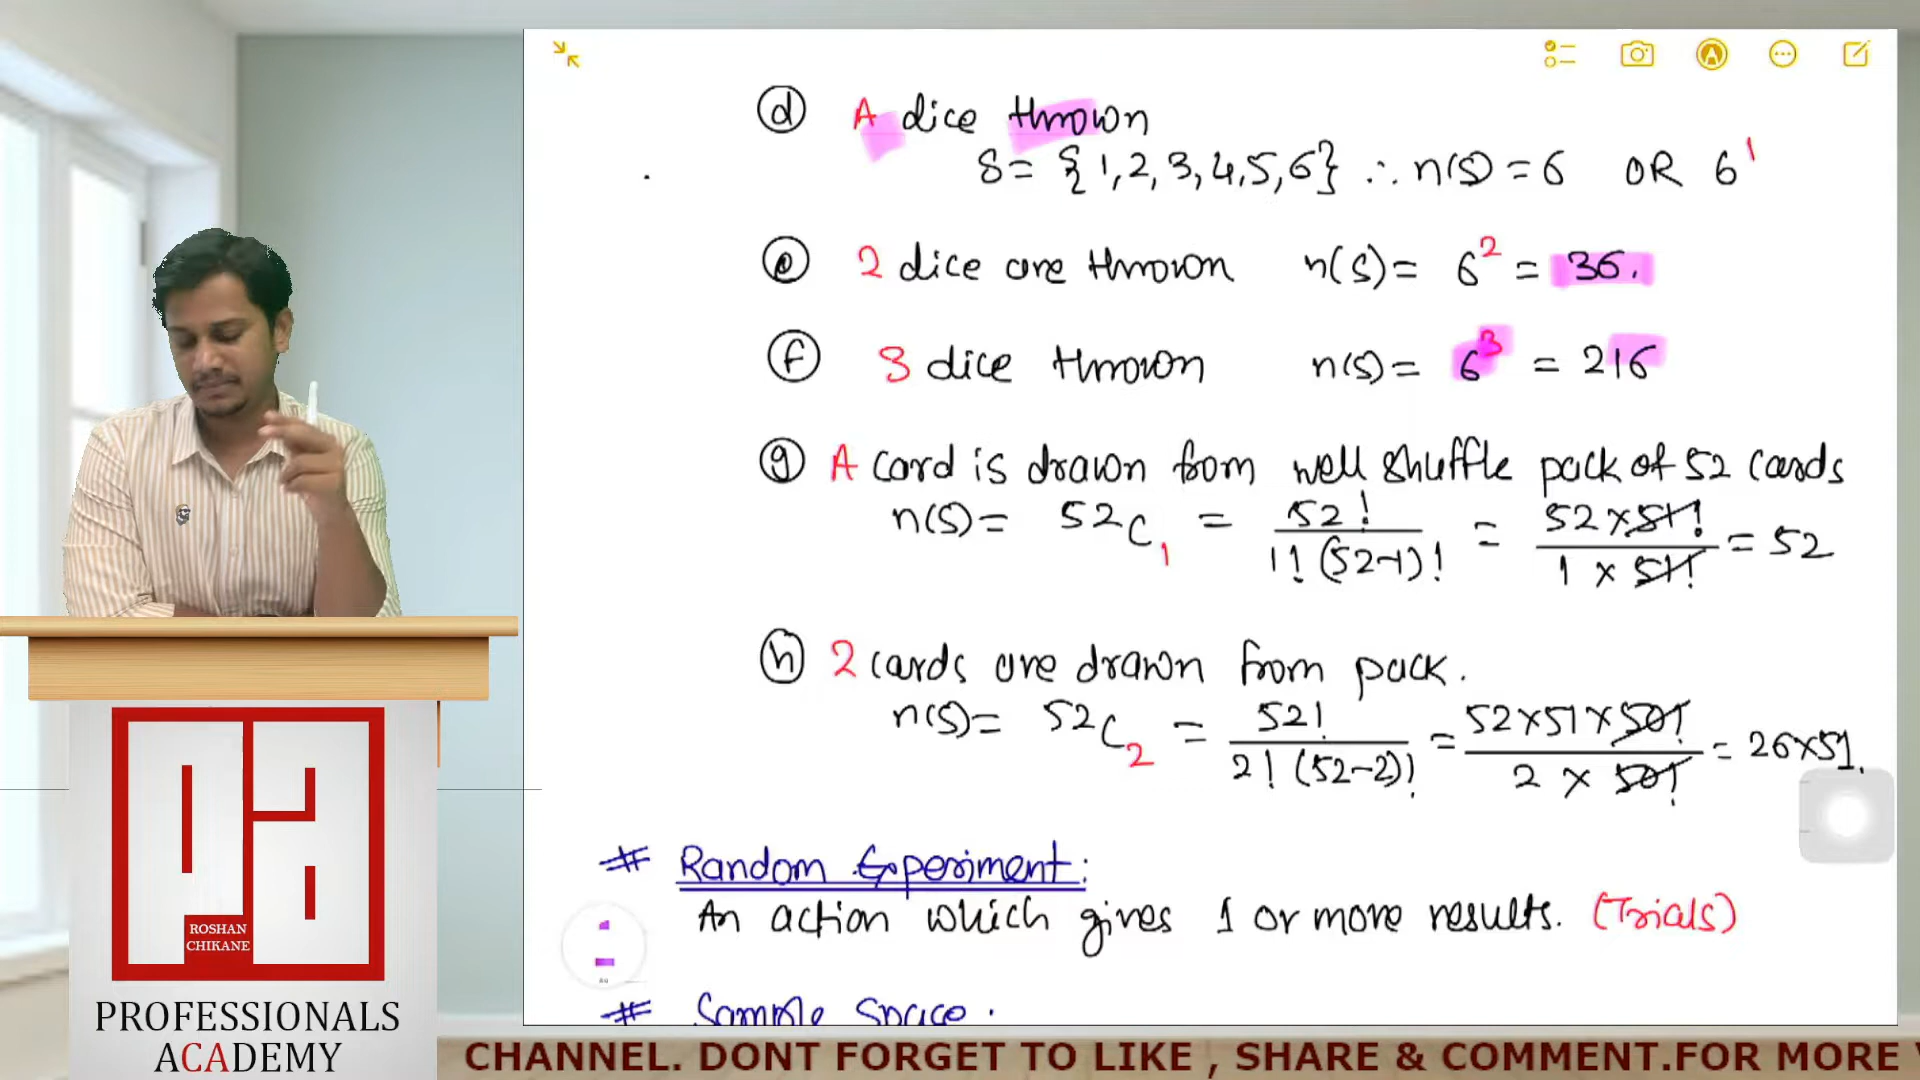 ⓓ A dice thrown
S = {1,2,3,4,5,6} ∴ n(S) = 6 OR 6¹
ⓔ 2 dice are thrown n(S) = 6² = 36.
ⓕ 3 dice thrown n(S) = 6³ = 216
ⓖ A card is drawn from well shuffle pack of 52 cards
n(S) = 52C₁ = 52! / 1!(52-1)! = 52×51! / 1×51! = 52
ⓗ 2 cards are drawn from pack.
n(S) = 52C₂ = 52! / 2!(52-2)! = 52×51×50! / 2×50! = 26×51.
# Random Experiment:
An action which gives 1 or more results. (Trials)
# Sample Space:
pa
ROSHAN
CHIKANE
PROFESSIONALS
ACADEMY
CHANNEL. DONT FORGET TO LIKE , SHARE & COMMENT.FOR MORE